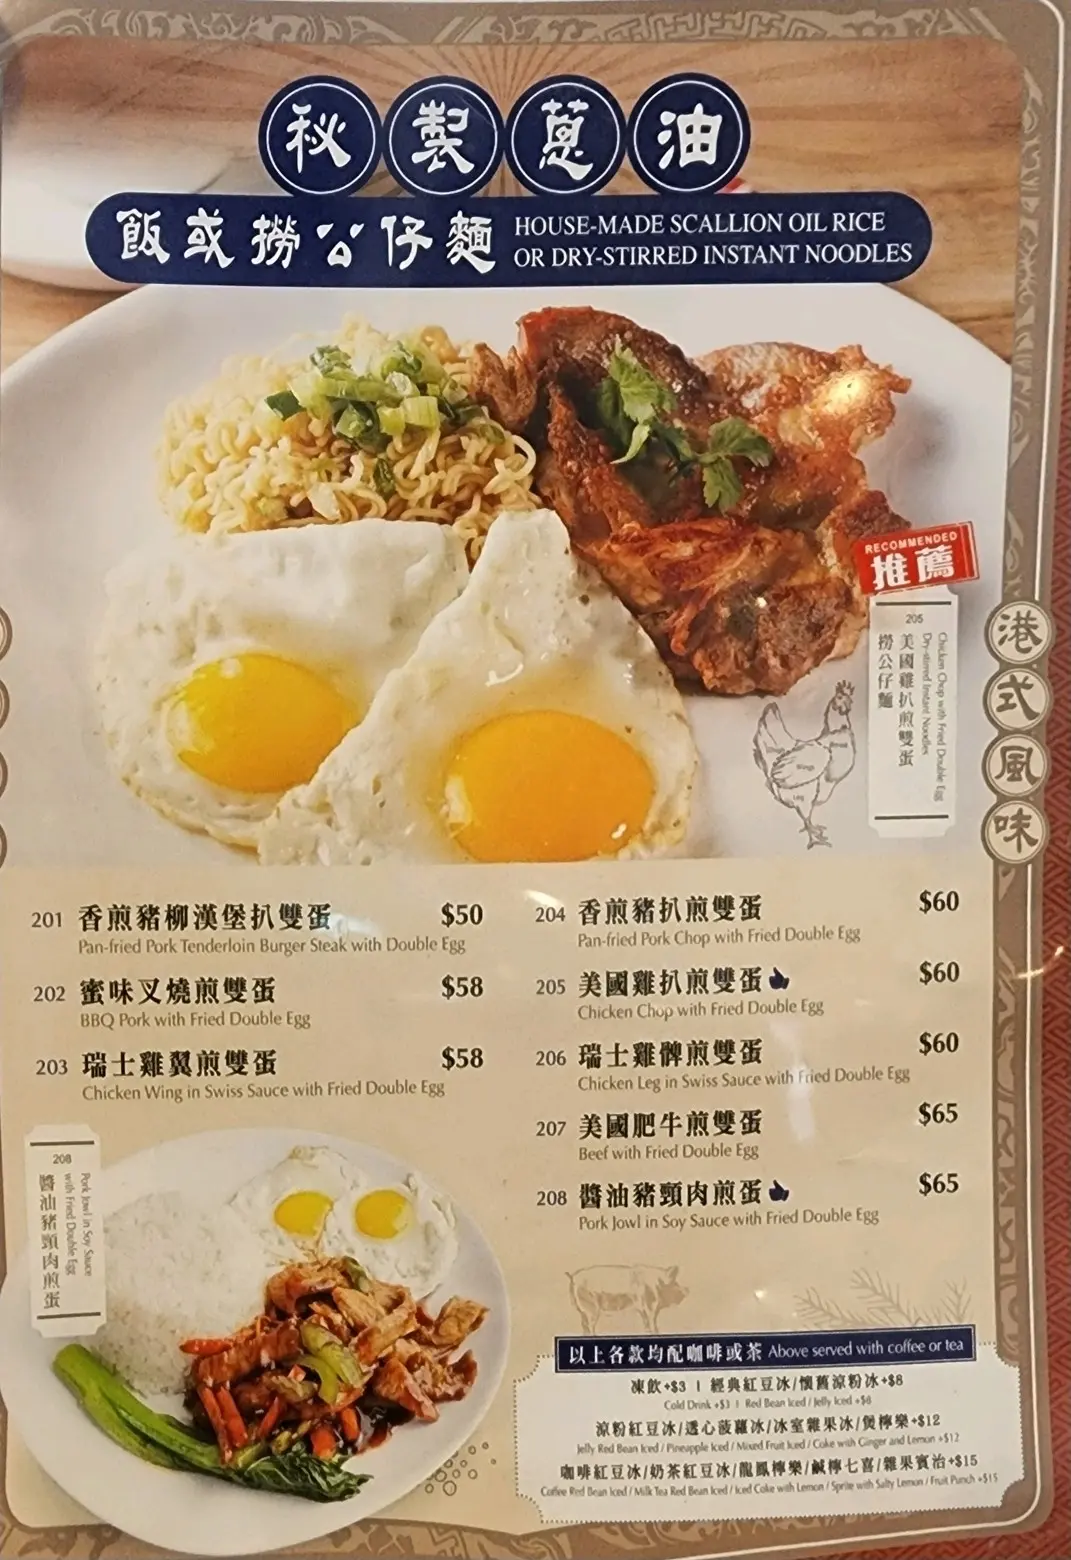 秘製蔥油
飯或撈公仔麵
HOUSE-MADE SCALLION OIL RICE
OR DRY-STIRRED INSTANT NOODLES
RECOMMENDED
推薦
205
Chicken Chop with Fried Double Egg
Dry-stirred Instant Noodles
美國雞扒煎雙蛋
撈公仔麵
Wing
Leg
港式風味
201 香煎豬柳漢堡扒雙蛋 $50
Pan-fried Pork Tenderloin Burger Steak with Double Egg
202 蜜味叉燒煎雙蛋 $58
BBQ Pork with Fried Double Egg
203 瑞士雞翼煎雙蛋 $58
Chicken Wing in Swiss Sauce with Fried Double Egg
204 香煎豬扒煎雙蛋 $60
Pan-fried Pork Chop with Fried Double Egg
205 美國雞扒煎雙蛋 $60
Chicken Chop with Fried Double Egg
206 瑞士雞髀煎雙蛋 $60
Chicken Leg in Swiss Sauce with Fried Double Egg
207 美國肥牛煎雙蛋 $65
Beef with Fried Double Egg
208 醬油豬頸肉煎蛋 $65
Pork Jowl in Soy Sauce with Fried Double Egg
208
Pork Jowl in Soy Sauce
with Fried Double Egg
醬油豬頸肉煎蛋
以上各款均配咖啡或茶 Above served with coffee or tea
凍飲+$3 | 經典紅豆冰/懷舊涼粉冰+$8
Cold Drink +$3 | Red Bean Iced / Jelly Iced +$8
涼粉紅豆冰/透心菠蘿冰/冰室雜果冰/煲檸樂+$12
Jelly Red Bean Iced / Pineapple Iced / Mixed Fruit Iced / Coke with Ginger and Lemon +$12
咖啡紅豆冰/奶茶紅豆冰/龍鳳檸樂/鹹檸七喜/雜果賓治+$15
Coffee Red Bean Iced / Milk Tea Red Bean Iced / Iced Coke with Lemon / Sprite with Salty Lemon / Fruit Punch +$15